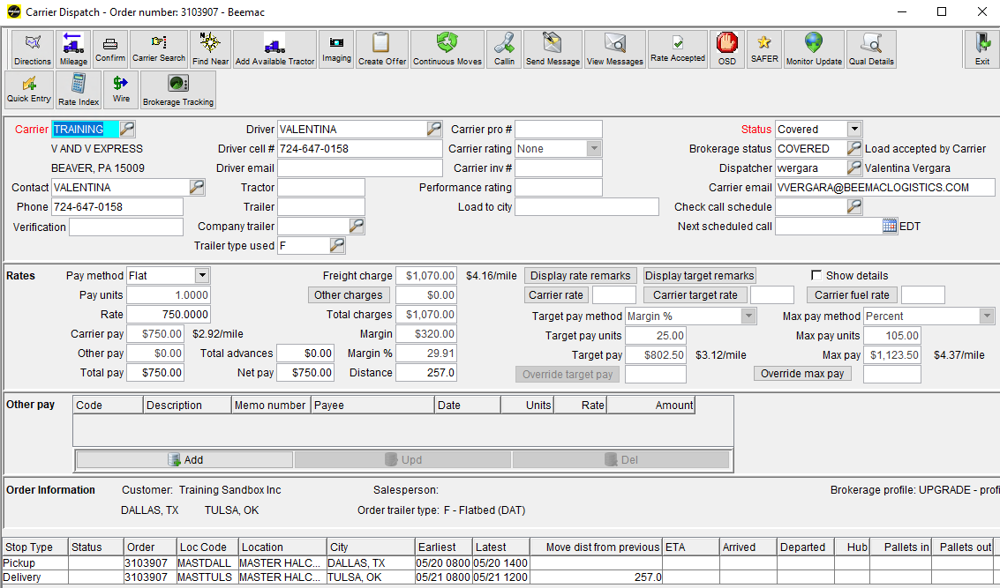 Carrier Dispatch - Order number: 3103907 - Beemac
Directions Mileage Confirm Carrier Search Find Near Add Available Tractor Imaging Create Offer Continuous Moves Callin Send Message View Messages Rate Accepted OSD SAFER Monitor Update Qual Details Exit
Quick Entry Rate Index Wire Brokerage Tracking
Carrier TRAINING Driver VALENTINA Carrier pro # Status Covered
V AND V EXPRESS Driver cell # 724-647-0158 Carrier rating None Brokerage status COVERED Load accepted by Carrier
BEAVER, PA 15009 Driver email Carrier inv # Dispatcher wergara Valentina Vergara
Contact VALENTINA Tractor Performance rating Carrier email VVERGARA@BEEMACLOGISTICS.COM
Phone 724-647-0158 Trailer Load to city Check call schedule
Verification Company trailer Next scheduled call EDT
Trailer type used F
Rates Pay method Flat Freight charge $1,070.00 $4.16/mile Display rate remarks Display target remarks Show details
Pay units 1.0000 Other charges $0.00 Carrier rate Carrier target rate Carrier fuel rate
Rate 750.0000 Total charges $1,070.00 Target pay method Margin % Max pay method Percent
Carrier pay $750.00 $2.92/mile Margin $320.00 Target pay units 25.00 Max pay units 105.00
Other pay $0.00 Total advances $0.00 Margin % 29.91 Target pay $802.50 $3.12/mile Max pay $1,123.50 $4.37/mile
Total pay $750.00 Net pay $750.00 Distance 257.0 Override target pay Override max pay
Other pay Code Description Memo number Payee Date Units Rate Amount
Add Upd Del
Order Information Customer: Training Sandbox Inc Salesperson: Brokerage profile: UPGRADE - profi
DALLAS, TX TULSA, OK Order trailer type: F - Flatbed (DAT)
Stop Type Status Order Loc Code Location City Earliest Latest Move dist from previous ETA Arrived Departed Hub Pallets in Pallets out
Pickup 3103907 MASTDALL MASTER HALC... DALLAS, TX 05/20 0800 05/20 1400
Delivery 3103907 MASTTULS MASTER HALC... TULSA, OK 05/21 0800 05/21 1200 257.0